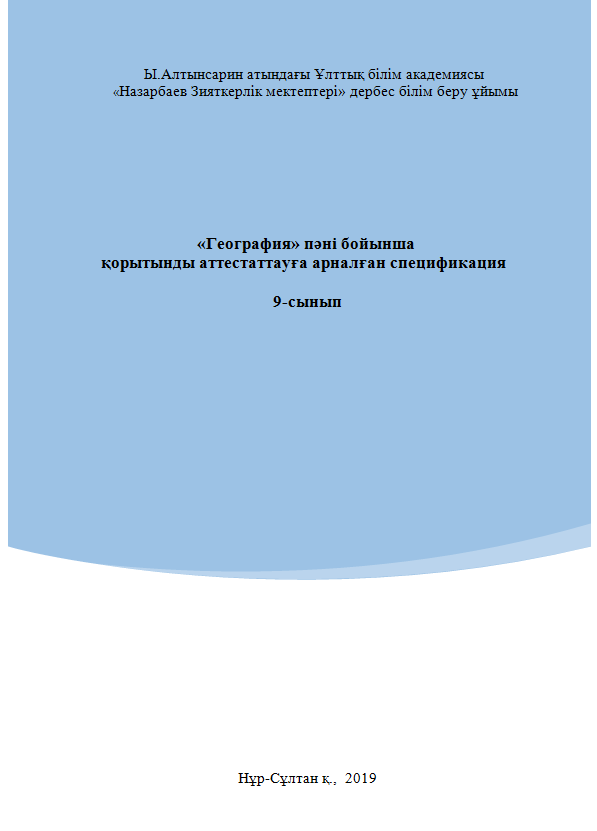 Ы.Алтынсарин атындағы Ұлттық білім академиясы
«Назарбаев Зияткерлік мектептері» дербес білім беру ұйымы
«География» пәні бойынша
қорытынды аттестаттауға арналған спецификация
9-сынып
Нұр-Сұлтан қ., 2019